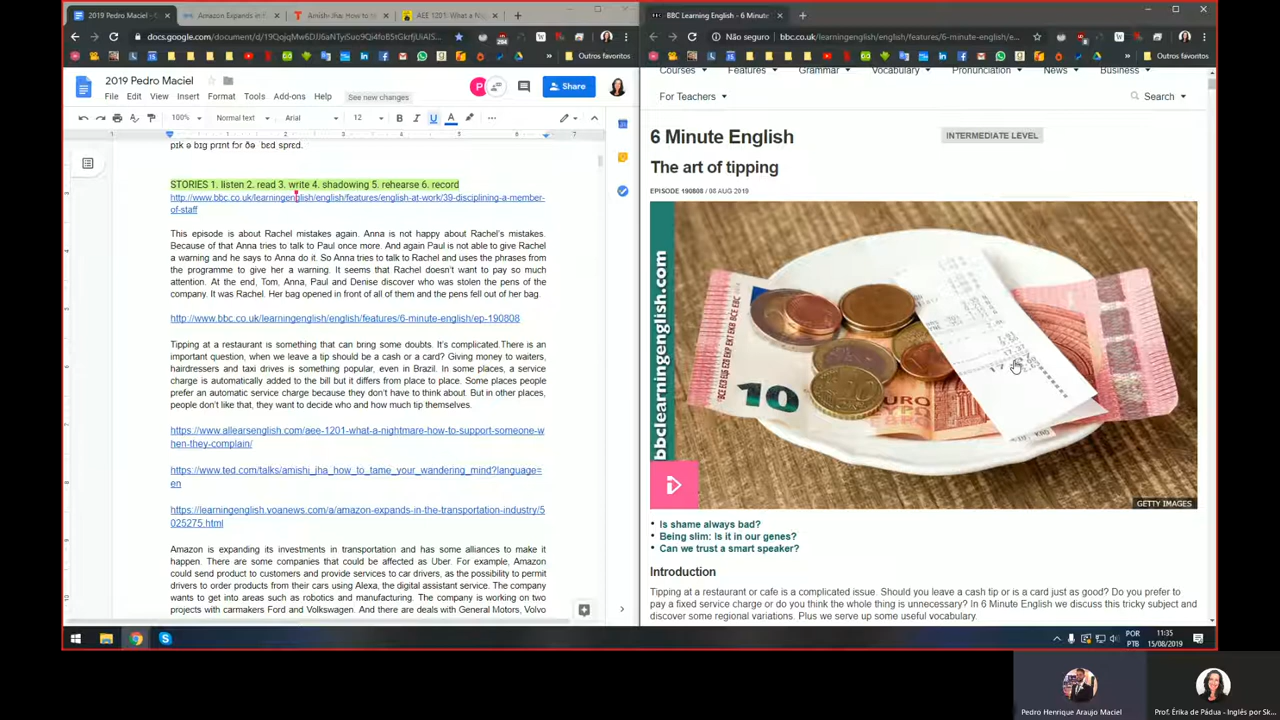 2019 Pedro Maciel - G
Amazon Expands in t
Amishi Jha: How to t
AEE 1201: What a Nig
docs.google.com/document/d/
2019 Pedro Maciel
File Edit View Insert Format Tools Add-ons Help
See new changes
Share
100% Normal text Arial 12
pɪk ə bɪg prɪnt fɔr ðə bɛd sprɛd.
STORIES 1. listen 2. read 3. write 4. shadowing 5. rehearse 6. record
http://www.bbc.co.uk/learningenglish/english/features/english-at-work/39-disciplining-a-member-
of-staff
This episode is about Rachel mistakes again. Anna is not happy about Rachel's mistakes.
Because of that Anna tries to talk to Paul once more. And again Paul is not able to give Rachel
a warning and he says to Anna do it. So Anna tries to talk to Rachel and uses the phrases from
the programme to give her a warning. It seems that Rachel doesn't want to pay so much
attention. At the end, Tom, Anna, Paul and Denise discover who was stolen the pens of the
company. It was Rachel. Her bag opened in front of all of them and the pens fell out of her bag.
http://www.bbc.co.uk/learningenglish/english/features/6-minute-english/ep-190808
Tipping at a restaurant is something that can bring some doubts. It's complicated.There is an
important question, when we leave a tip should be a cash or a card? Giving money to waiters,
hairdressers and taxi drives is something popular, even in Brazil. In some places, a service
charge is automatically added to the bill but it differs from place to place. Some places people
prefer an automatic service charge because they don't have to think about. But in other places,
people don't like that, they want to decide who and how much tip themselves.
https://www.allearsenglish.com/aee-1201-what-a-nightmare-how-to-support-someone-w
hen-they-complain/
https://www.ted.com/talks/amishi_jha_how_to_tame_your_wandering_mind?language=
en
https://learningenglish.voanews.com/a/amazon-expands-in-the-transportation-industry/5
025275.html
Amazon is expanding its investments in transportation and has some alliances to make it
happen. There are some companies that could be affected as Uber. For example, Amazon
could send product to customers and provide services to car drivers, as the possibility to permit
drivers to order products from their cars using Alexa, the digital assistant service. The company
wants to get into areas such as robotics and manufacturing. The company is working on two
projects with carmakers Ford and Volkswagen. And there are deals with General Motors, Volvo
BBC Learning English - 6 Minute
Não seguro bbc.co.uk/learningenglish/english/features/6-minute-english/e...
Outros favoritos
Outros favoritos
Courses Features Grammar Vocabulary Pronunciation News Business
For Teachers
Search
6 Minute English
INTERMEDIATE LEVEL
The art of tipping
EPISODE 190808 / 08 AUG 2019
bbclearningenglish.com
10
EURO
GETTY IMAGES
• Is shame always bad?
• Being slim: Is it in our genes?
• Can we trust a smart speaker?
Introduction
Tipping at a restaurant or cafe is a complicated issue. Should you leave a cash tip or is a card just as good? Do you prefer to
pay a fixed service charge or do you think the whole thing is unnecessary? In 6 Minute English we discuss this tricky subject and
discover some regional variations. Plus we serve up some useful vocabulary.
POR
PTB
11:35
15/08/2019
Pedro Henrique Araujo Maciel
Prof. Érika de Pádua - Inglês por Sk...